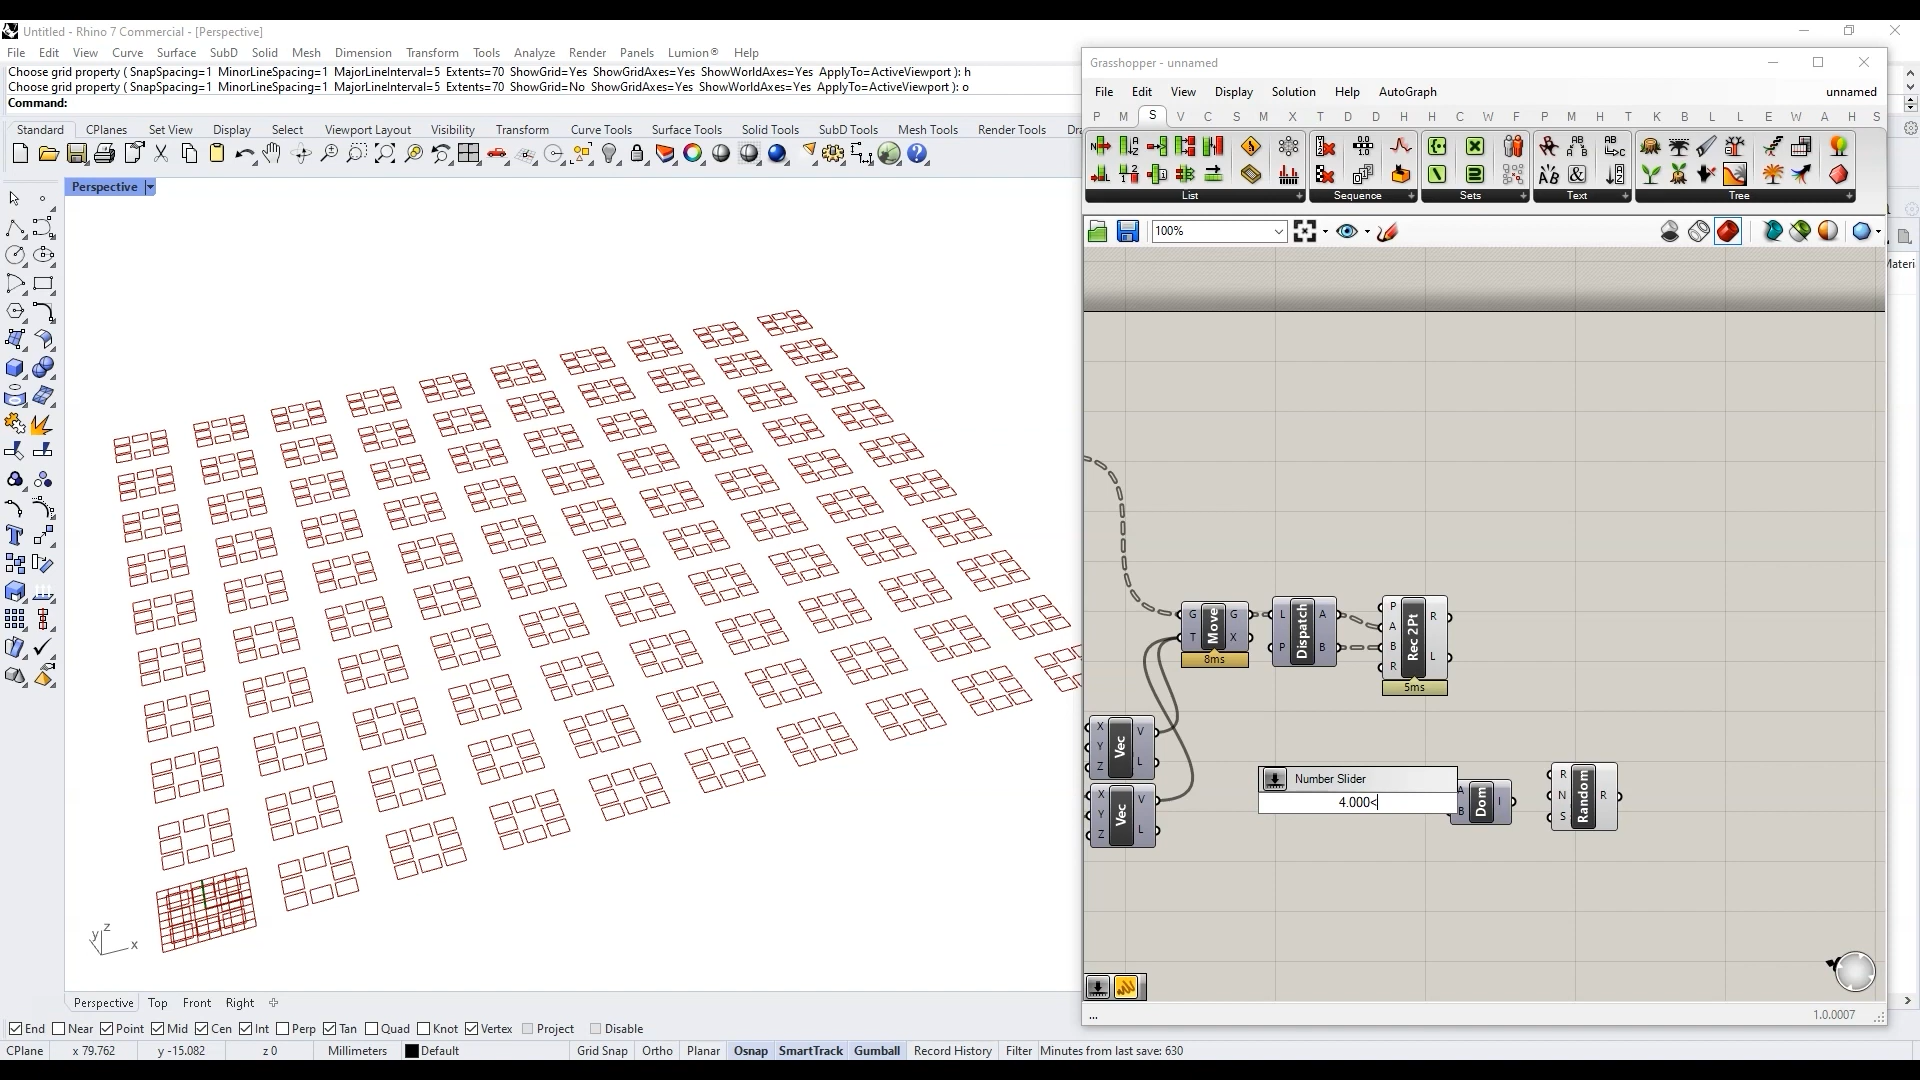 Untitled - Rhino 7 Commercial - [Perspective]
File Edit View Curve Surface SubD Solid Mesh Dimension Transform Tools Analyze Render Panels Lumion® Help
Choose grid property ( SnapSpacing=1 MinorLineSpacing=1 MajorLineInterval=5 Extents=70 ShowGrid=Yes ShowGridAxes=Yes ShowWorldAxes=Yes ApplyTo=ActiveViewport ): h
Choose grid property ( SnapSpacing=1 MinorLineSpacing=1 MajorLineInterval=5 Extents=70 ShowGrid=No ShowGridAxes=Yes ShowWorldAxes=Yes ApplyTo=ActiveViewport ): o
Command:
Standard CPlanes Set View Display Select Viewport Layout Visibility Transform Curve Tools Surface Tools Solid Tools SubD Tools Mesh Tools Render Tools Dra
Perspective
z
y
x
Perspective Top Front Right
End Near Point Mid Cen Int Perp Tan Quad Knot Vertex Project Disable
CPlane x 79.762 y -15.082 z 0 Millimeters Default Grid Snap Ortho Planar Osnap SmartTrack Gumball Record History Filter Minutes from last save: 630
Grasshopper - unnamed
File Edit View Display Solution Help AutoGraph unnamed
P M S V C S M X T D D H H C W F P M H T K B L L E W A H S
List Sequence Sets Text Tree
100%
Materi
G Move G
T X
8ms
L Dispatch A
P B
P
A
B
R
Rec 2Pt
R
L
5ms
X
Y
Z
Vec
V
L
X
Y
Z
Vec
V
L
Number Slider
4.000<
A
B
Dom
I
R
N
S
Random
R
...
1.0.0007